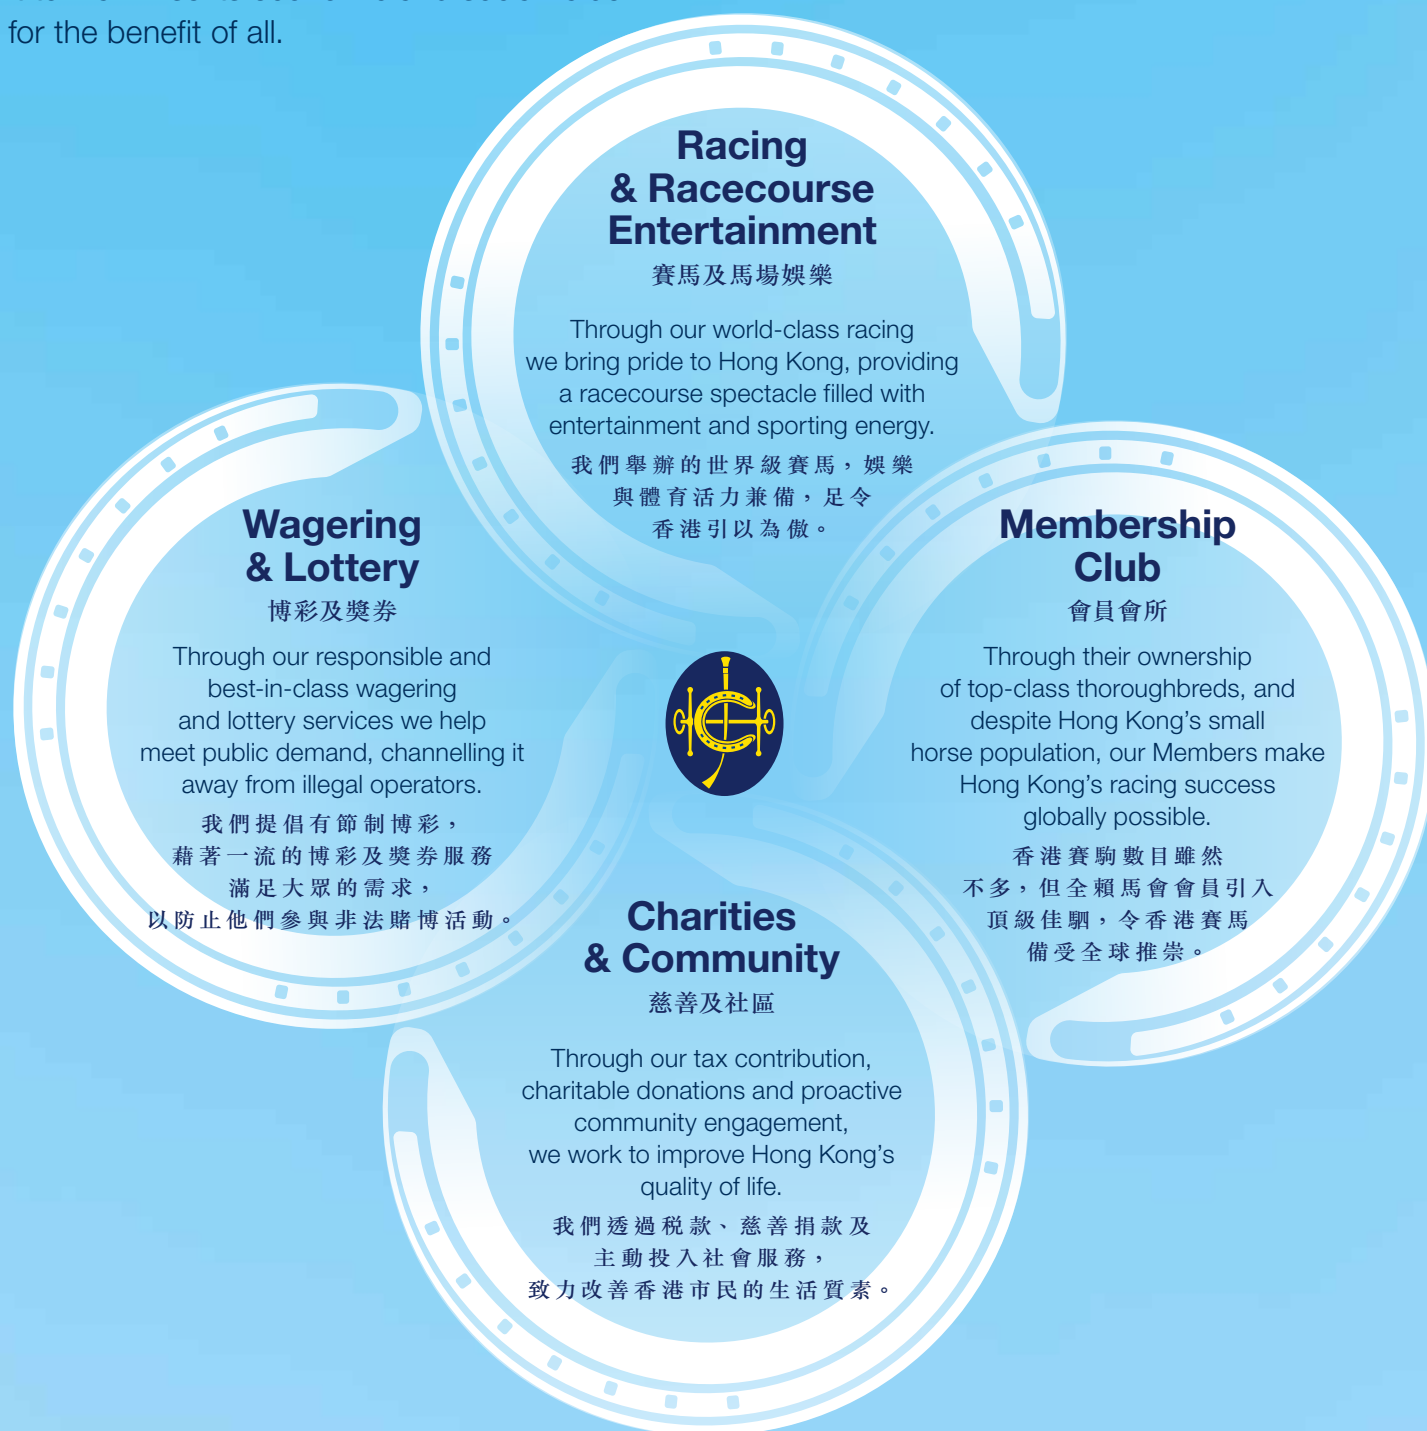 for the benefit of all.
Racing
& Racecourse
Entertainment
賽馬及馬場娛樂
Through our world-class racing
we bring pride to Hong Kong, providing
a racecourse spectacle filled with
entertainment and sporting energy.
我們舉辦的世界級賽馬，娛樂
與體育活力兼備，足令
香港引以為傲。
Wagering
& Lottery
博彩及獎券
Through our responsible and
best-in-class wagering
and lottery services we help
meet public demand, channelling it
away from illegal operators.
我們提倡有節制博彩，
藉著一流的博彩及獎券服務
滿足大眾的需求，
以防止他們參與非法賭博活動。
Membership
Club
會員會所
Through their ownership
of top-class thoroughbreds, and
despite Hong Kong's small
horse population, our Members make
Hong Kong's racing success
globally possible.
香港賽駒數目雖然
不多，但全賴馬會會員引入
頂級佳駟，令香港賽馬
備受全球推崇。
Charities
& Community
慈善及社區
Through our tax contribution,
charitable donations and proactive
community engagement,
we work to improve Hong Kong's
quality of life.
我們透過税款、慈善捐款及
主動投入社會服務，
致力改善香港市民的生活質素。